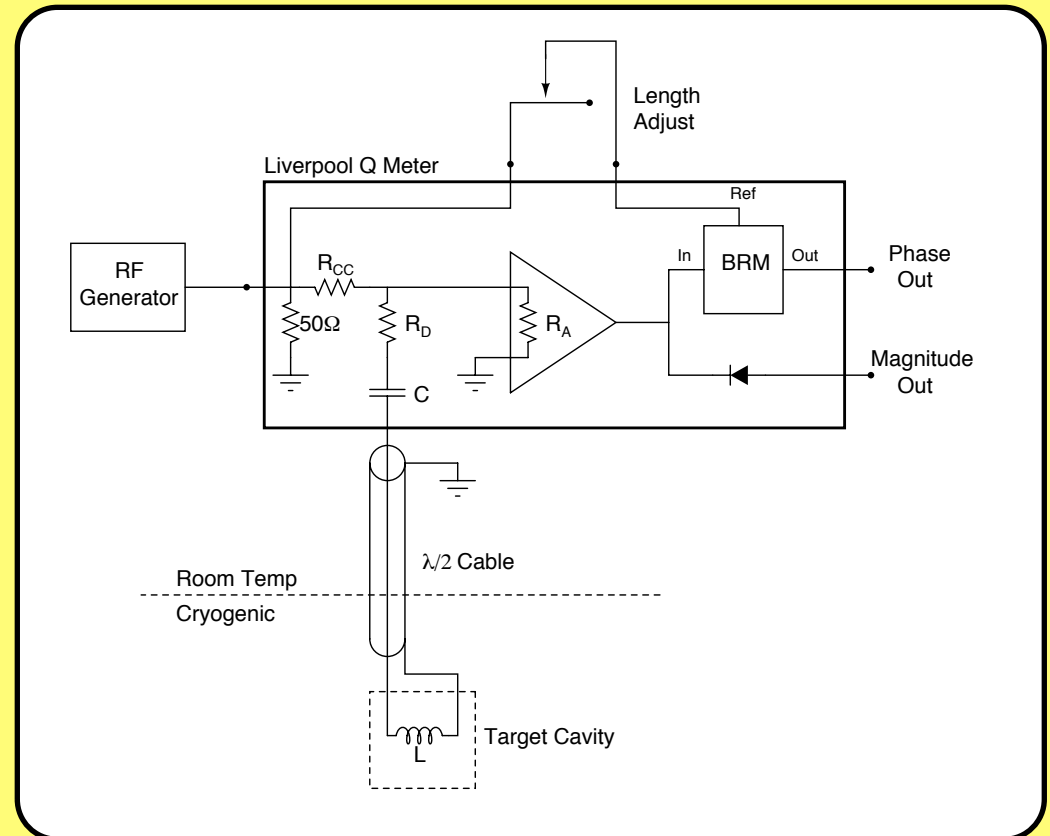 Length
Adjust
Liverpool Q Meter
Ref
RF
Generator
R_CC
In
BRM
Out
Phase
Out
50Ω
R_D
R_A
Magnitude
Out
C
λ/2 Cable
Room Temp
Cryogenic
Target Cavity
L